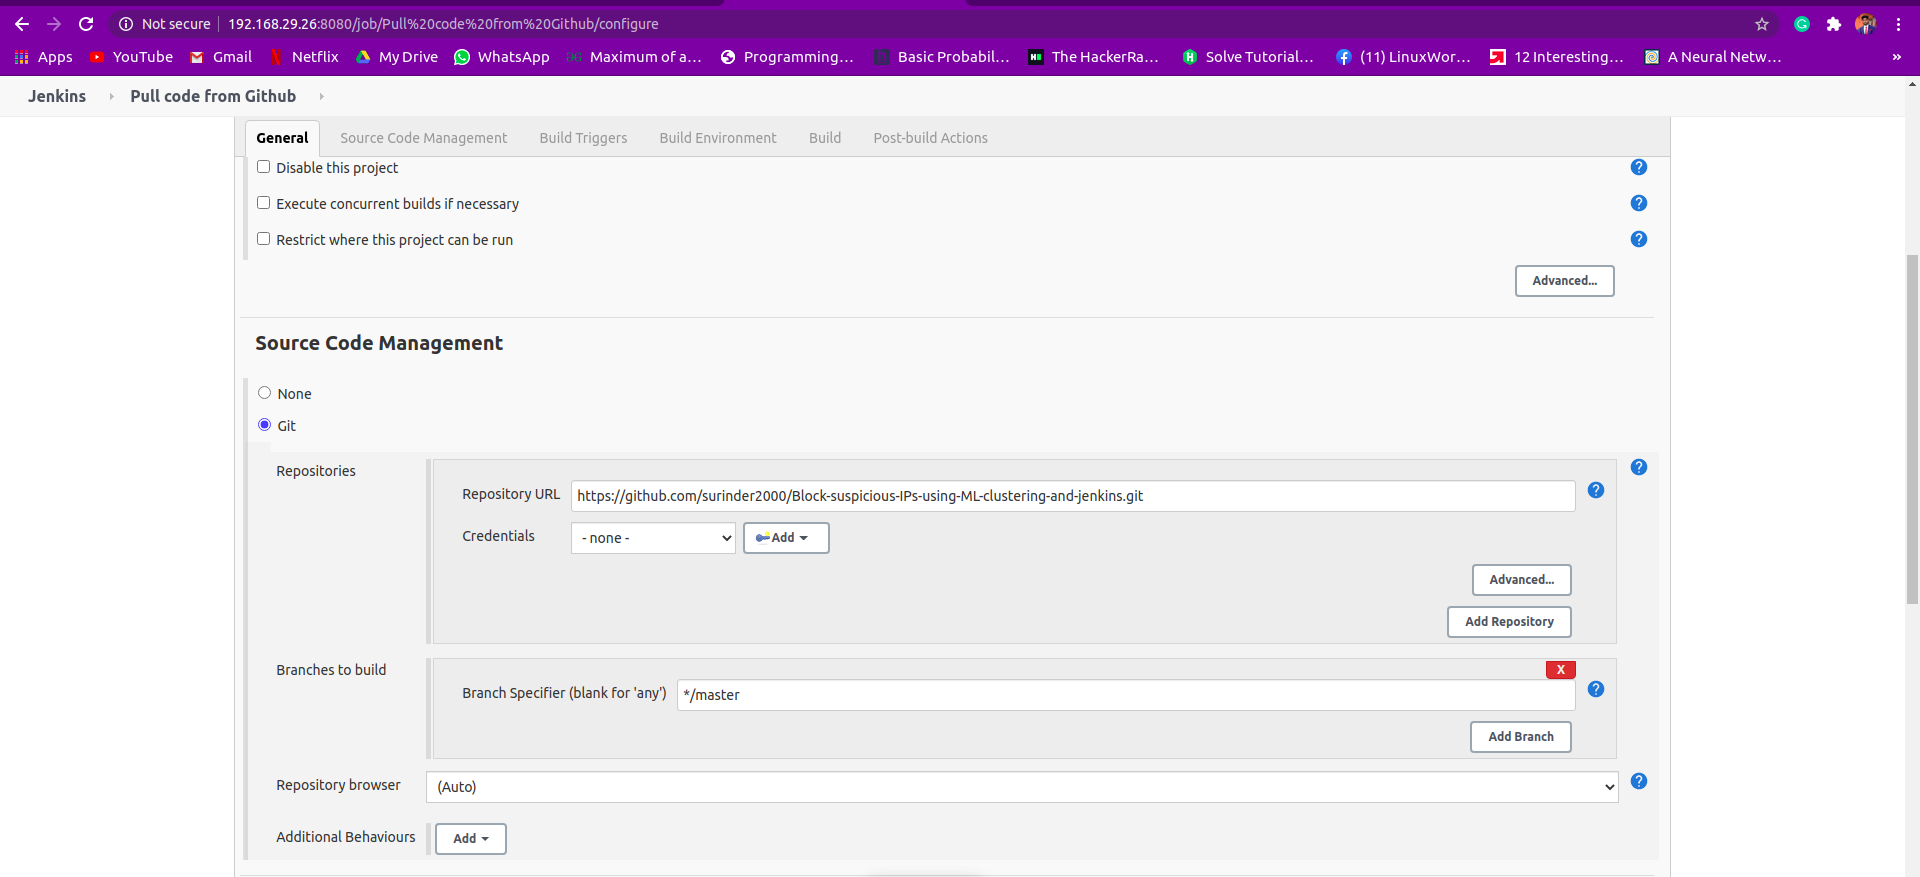 Not secure 192.168.29.26:8080/job/Pull%20code%20from%20Github/configure
Apps YouTube Gmail Netflix My Drive WhatsApp Maximum of a... Programming... Basic Probabil... The HackerRa... Solve Tutorial... (11) LinuxWor... 12 Interesting... A Neural Netw... »
Jenkins Pull code from Github
General Source Code Management Build Triggers Build Environment Build Post-build Actions
Disable this project ?
Execute concurrent builds if necessary ?
Restrict where this project can be run ?
Advanced...
Source Code Management
None
Git
Repositories ?
Repository URL https://github.com/surinder2000/Block-suspicious-IPs-using-ML-clustering-and-jenkins.git ?
Credentials - none - Add
Advanced...
Add Repository
Branches to build X
Branch Specifier (blank for 'any') */master ?
Add Branch
Repository browser (Auto) ?
Additional Behaviours Add